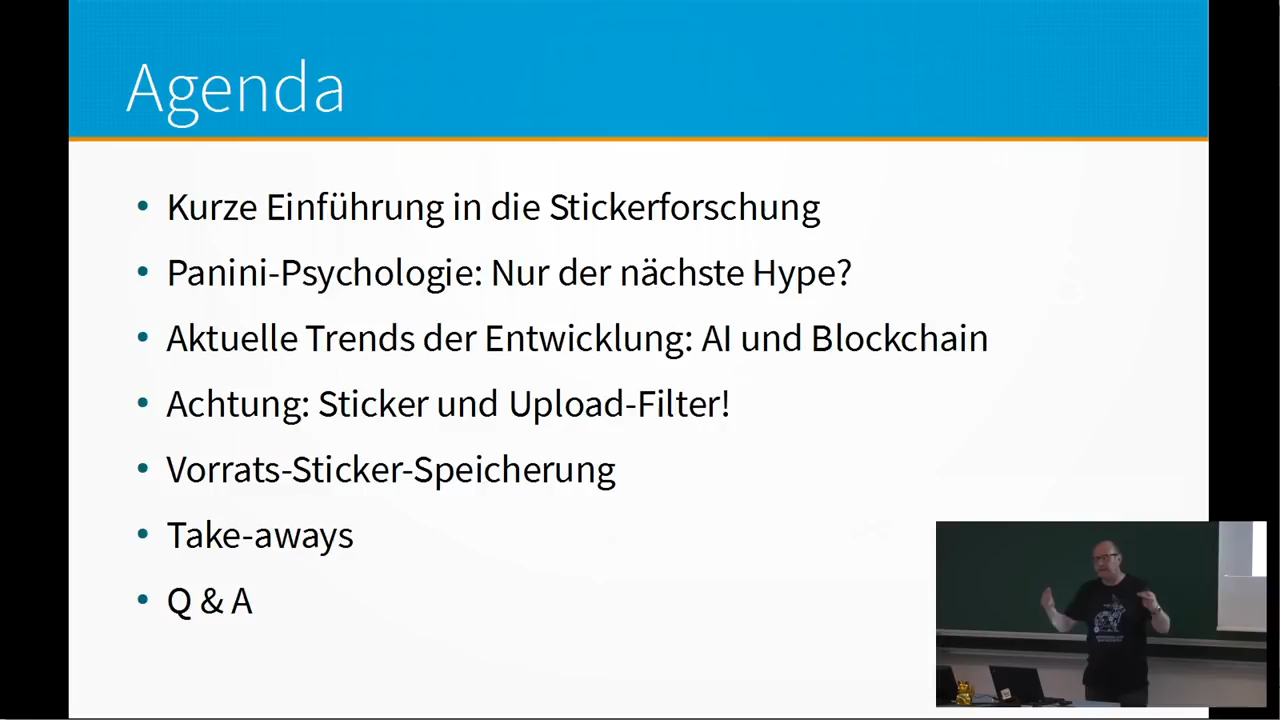 Agenda
Kurze Einführung in die Stickerforschung
Panini-Psychologie: Nur der nächste Hype?
Aktuelle Trends der Entwicklung: AI und Blockchain
Achtung: Sticker und Upload-Filter!
Vorrats-Sticker-Speicherung
Take-aways
Q & A